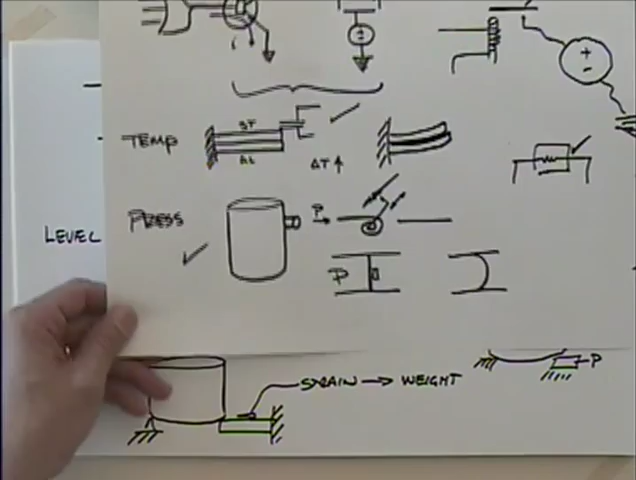 +
-
+
-
ST
TEMP
AL
ΔT ↑
PRESS
P
LEVEL
P
STRAIN → WEIGHT
P